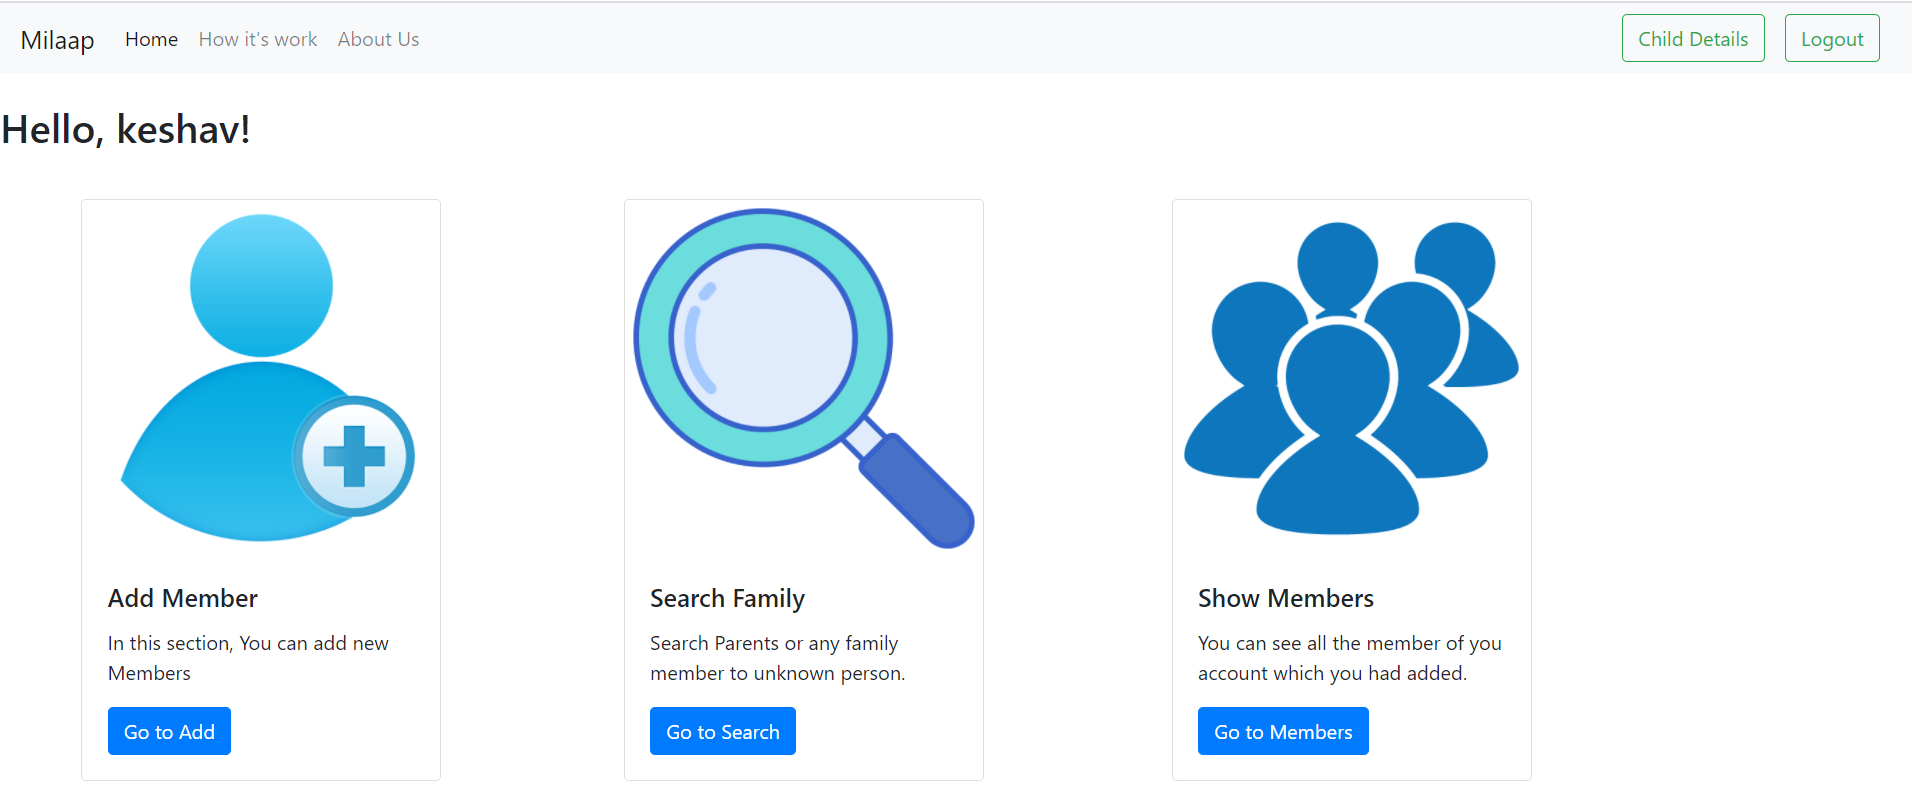 Milaap Home How it's work About Us Child Details Logout
Hello, keshav!
Add Member
In this section, You can add new
Members
Go to Add
Search Family
Search Parents or any family
member to unknown person.
Go to Search
Show Members
You can see all the member of you
account which you had added.
Go to Members